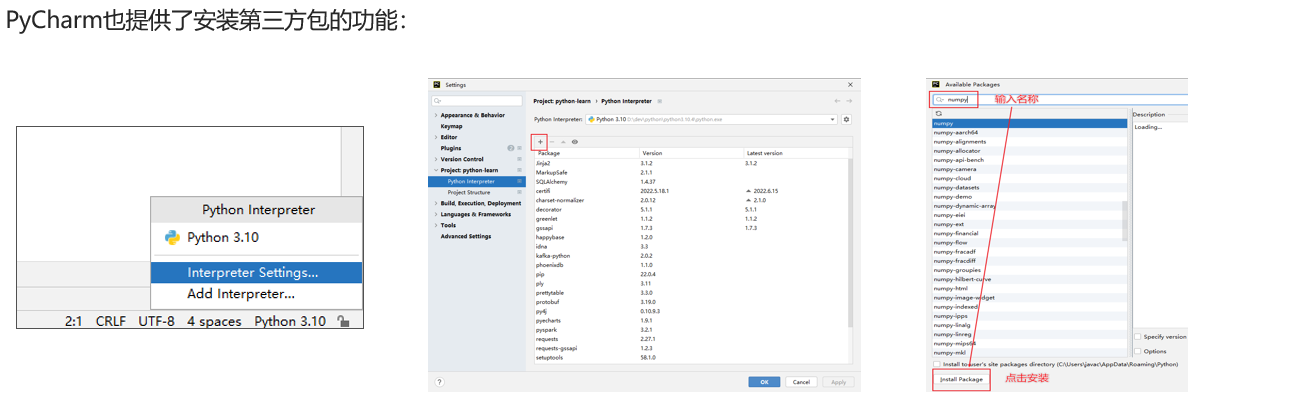 PyCharm也提供了安装第三方包的功能：
Python Interpreter
Python 3.10
Interpreter Settings...
Add Interpreter...
2:1 CRLF UTF-8 4 spaces Python 3.10
Settings
Appearance & Behavior
Keymap
Editor
Plugins
Version Control
Project: python-learn
Python Interpreter
Project Structure
Build, Execution, Deployment
Languages & Frameworks
Tools
Advanced Settings
Project: python-learn › Python Interpreter
Python Interpreter: Python 3.10 D:\dev\python\python3.10.4\python.exe
Package Version Latest version
Jinja2 3.1.2 3.1.2
MarkupSafe 2.1.1
SQLAlchemy 1.4.37
certifi 2022.5.18.1 2022.6.15
charset-normalizer 2.0.12 2.1.0
decorator 5.1.1 5.1.1
greenlet 1.1.2 1.1.2
gssapi 1.7.3 1.7.3
happybase 1.2.0
idna 3.3
kafka-python 2.0.2
phoenixdb 1.1.0
pip 22.0.4
ply 3.11
prettytable 3.3.0
protobuf 3.19.0
py4j 0.10.9.3
pyecharts 1.9.1
pyspark 3.2.1
requests 2.27.1
requests-gssapi 1.2.3
setuptools 58.1.0
OK Cancel Apply
Available Packages
numpy
输入名称
Description
Loading...
numpy
numpy-aarch64
numpy-alignments
numpy-allocator
numpy-api-bench
numpy-camera
numpy-cloud
numpy-datasets
numpy-demo
numpy-dynamic-array
numpy-eiei
numpy-ext
numpy-financial
numpy-flow
numpy-fracadf
numpy-fracdiff
numpy-groupies
numpy-hilbert-curve
numpy-html
numpy-image-widget
numpy-indexed
numpy-ipps
numpy-linalg
numpy-linreg
numpy-mips64
numpy-mkl
Specify version
Options
Install to user's site packages directory (C:\Users\javac\AppData\Roaming\Python)
Install Package
点击安装